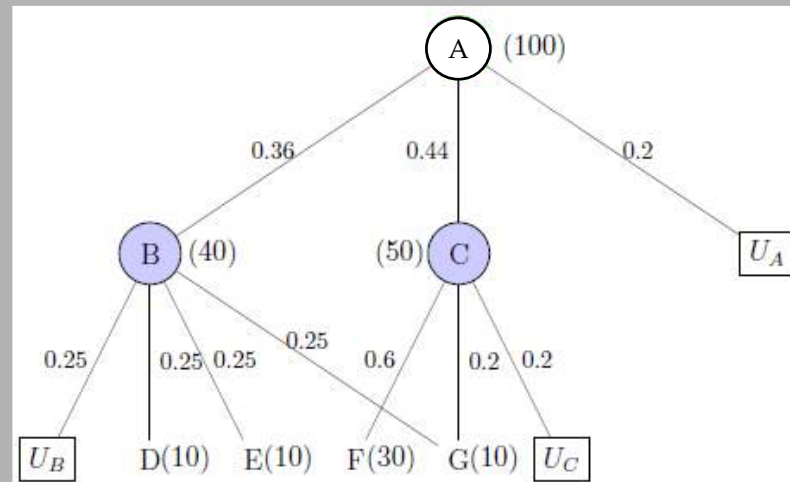 A (100)
0.36 0.44 0.2
B (40) (50) C U_A
0.25 0.25 0.25 0.25 0.6 0.2 0.2
U_B D(10) E(10) F(30) G(10) U_C